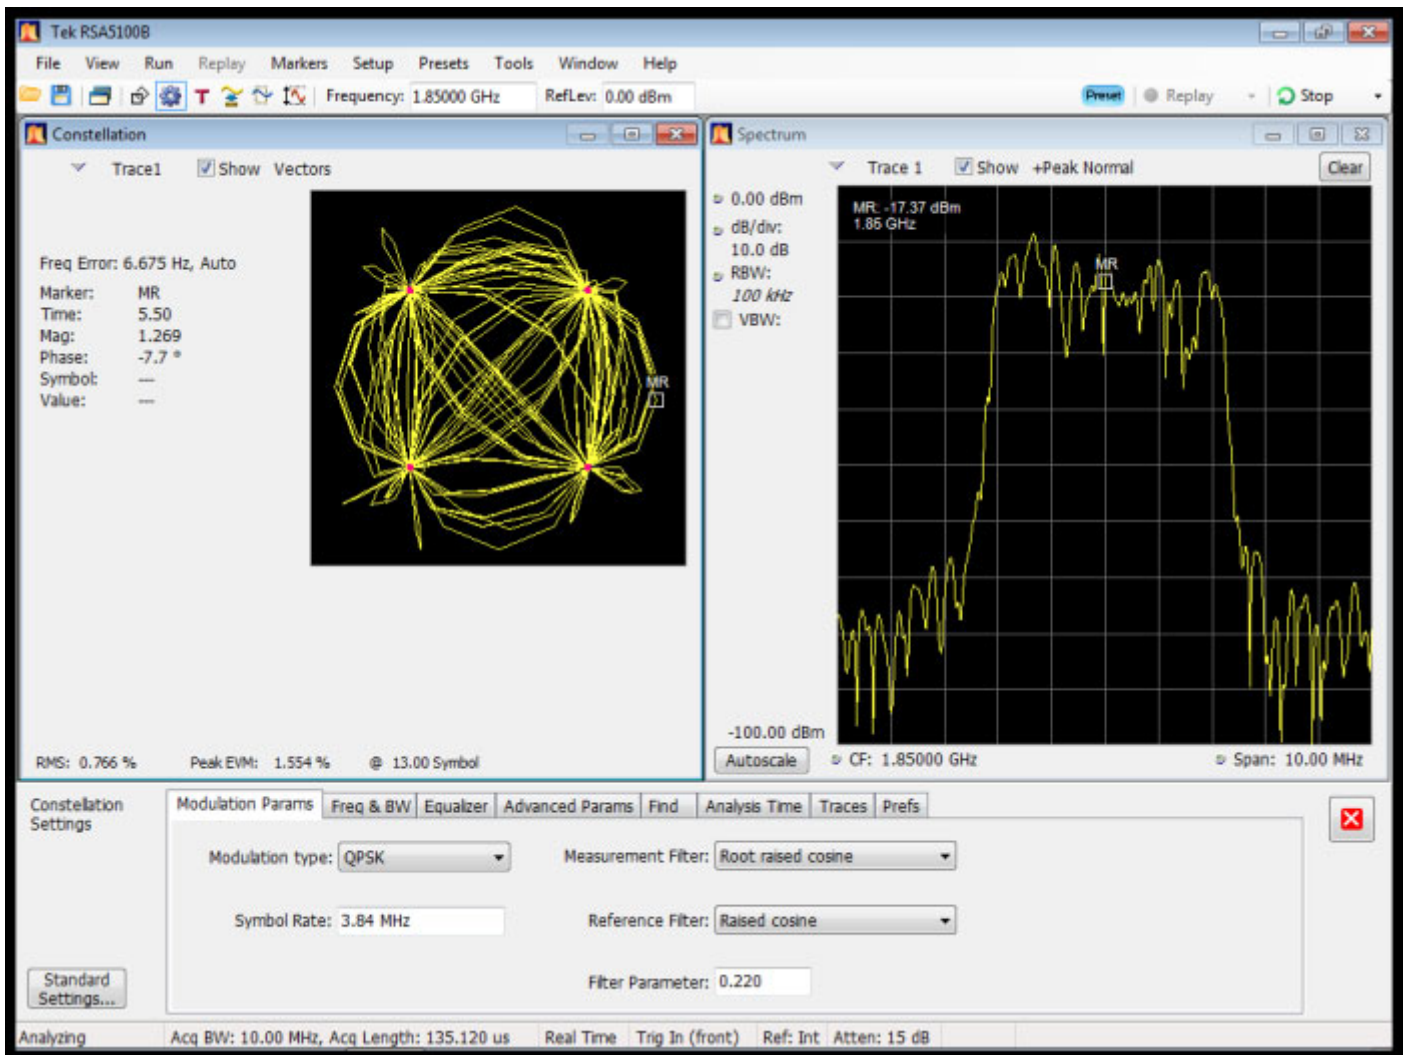 Tek RSA5100B
File View Run Replay Markers Setup Presets Tools Window Help
T Frequency: 1.85000 GHz RefLev: 0.00 dBm Preset Replay Stop
Constellation
Trace1 Show Vectors
Freq Error: 6.675 Hz, Auto
Marker: MR
Time: 5.50
Mag: 1.269
Phase: -7.7 °
Symbol: ---
Value: ---
MR
RMS: 0.766 % Peak EVM: 1.554 % @ 13.00 Symbol
Spectrum
Trace 1 Show +Peak Normal Clear
0.00 dBm
dB/div:
10.0 dB
RBW:
100 kHz
VBW:
MR: -17.37 dBm
1.85 GHz
MR
-100.00 dBm
Autoscale CF: 1.85000 GHz Span: 10.00 MHz
Constellation
Settings
Modulation Params Freq & BW Equalizer Advanced Params Find Analysis Time Traces Prefs
Modulation type: QPSK Measurement Filter: Root raised cosine
Symbol Rate: 3.84 MHz Reference Filter: Raised cosine
Filter Parameter: 0.220
Standard
Settings...
Analyzing Acq BW: 10.00 MHz, Acq Length: 135.120 us Real Time Trig In (front) Ref: Int Atten: 15 dB